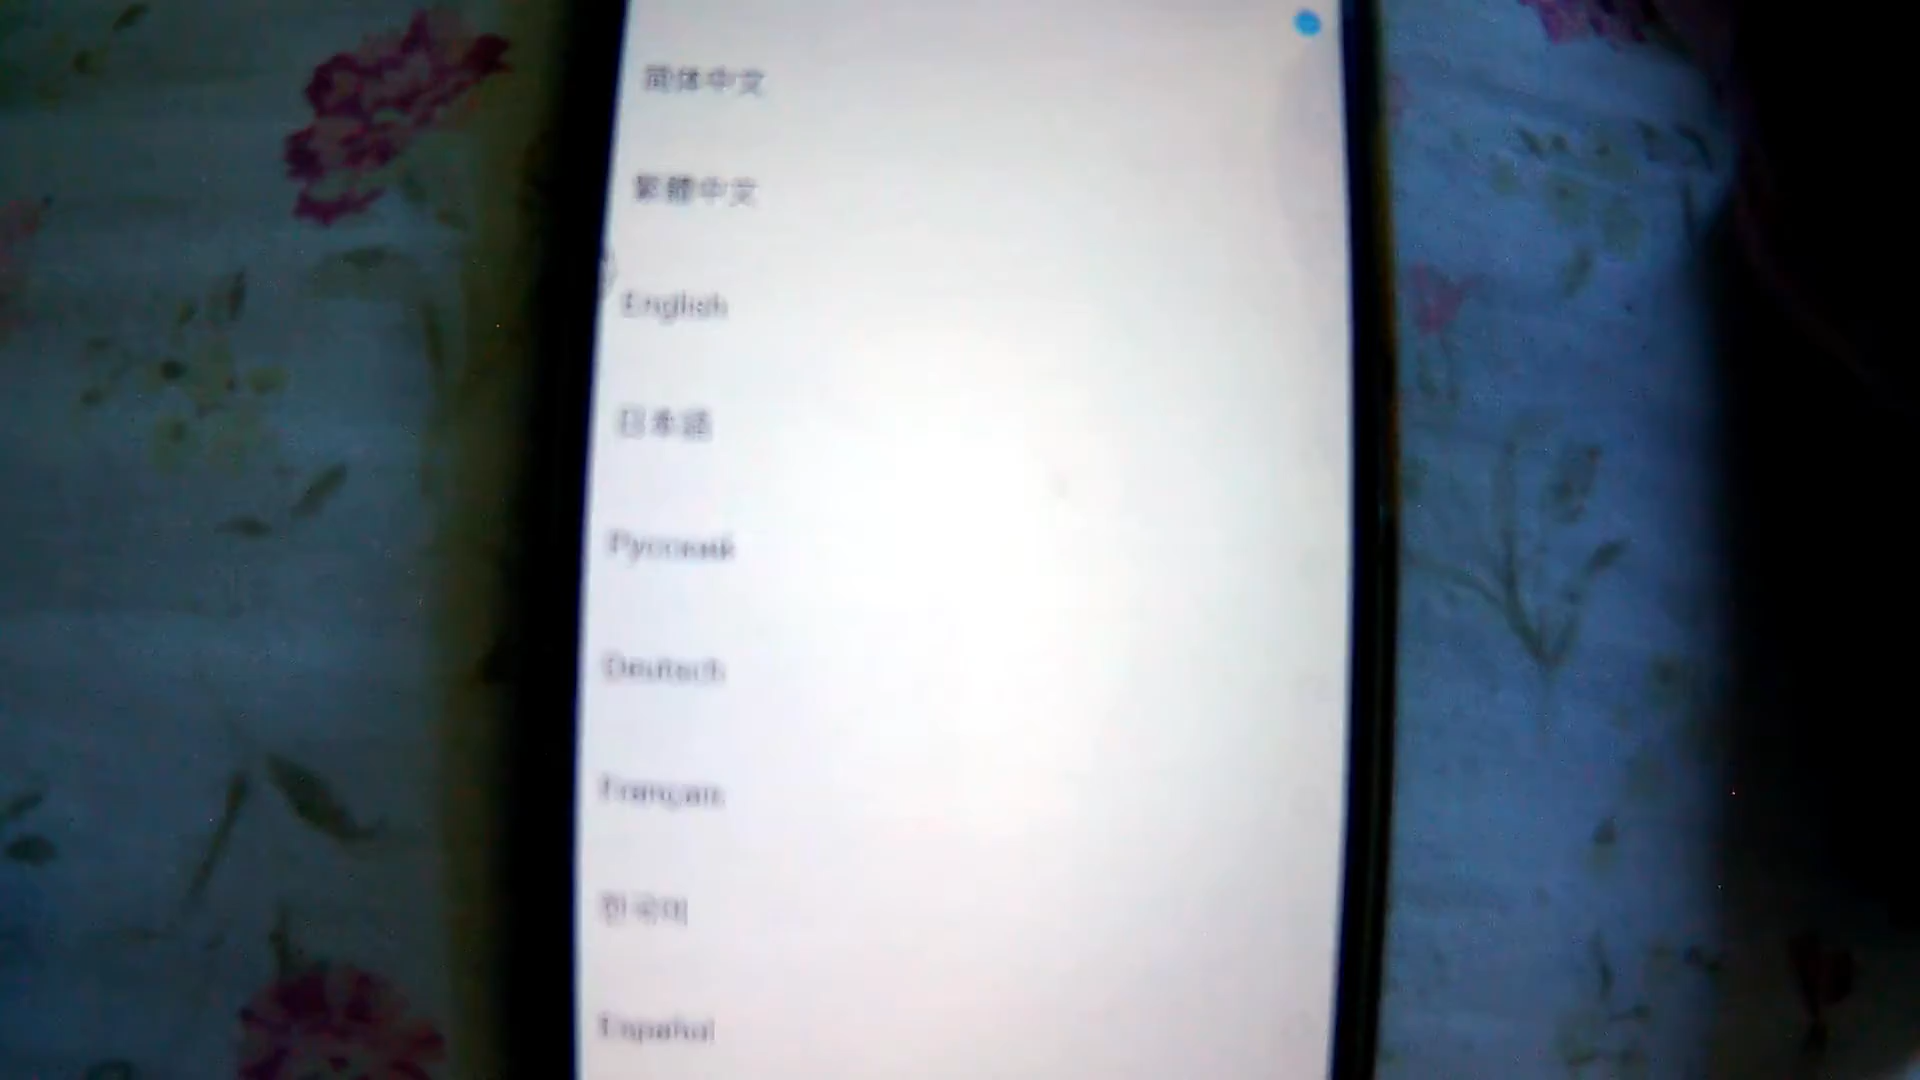 简体中文
繁體中文
English
日本語
Русский
Deutsch
Français
한국어
Español